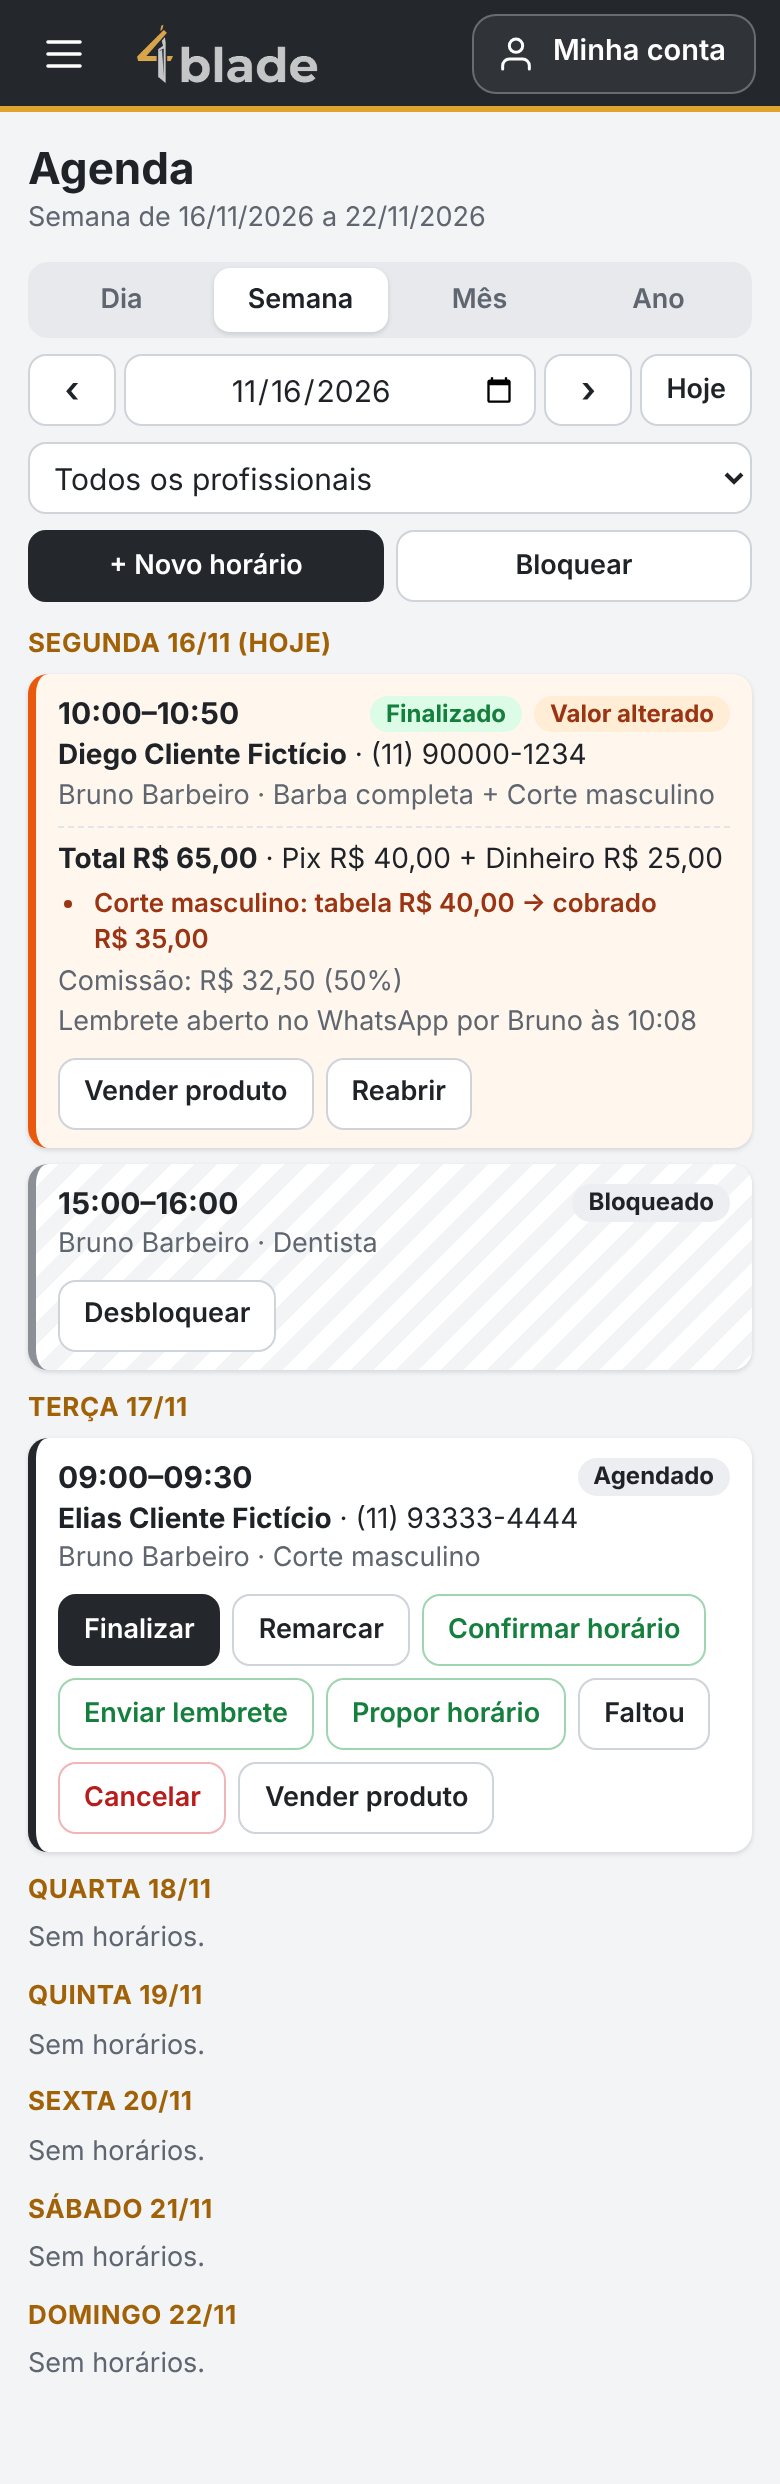 4blade
Minha conta
Agenda
Semana de 16/11/2026 a 22/11/2026
Dia Semana Mês Ano
‹ 11/16/2026 › Hoje
Todos os profissionais
+ Novo horário Bloquear
SEGUNDA 16/11 (HOJE)
10:00–10:50 Finalizado Valor alterado
Diego Cliente Fictício · (11) 90000-1234
Bruno Barbeiro · Barba completa + Corte masculino
Total R$ 65,00 · Pix R$ 40,00 + Dinheiro R$ 25,00
• Corte masculino: tabela R$ 40,00 → cobrado
R$ 35,00
Comissão: R$ 32,50 (50%)
Lembrete aberto no WhatsApp por Bruno às 10:08
Vender produto Reabrir
15:00–16:00 Bloqueado
Bruno Barbeiro · Dentista
Desbloquear
TERÇA 17/11
09:00–09:30 Agendado
Elias Cliente Fictício · (11) 93333-4444
Bruno Barbeiro · Corte masculino
Finalizar Remarcar Confirmar horário
Enviar lembrete Propor horário Faltou
Cancelar Vender produto
QUARTA 18/11
Sem horários.
QUINTA 19/11
Sem horários.
SEXTA 20/11
Sem horários.
SÁBADO 21/11
Sem horários.
DOMINGO 22/11
Sem horários.